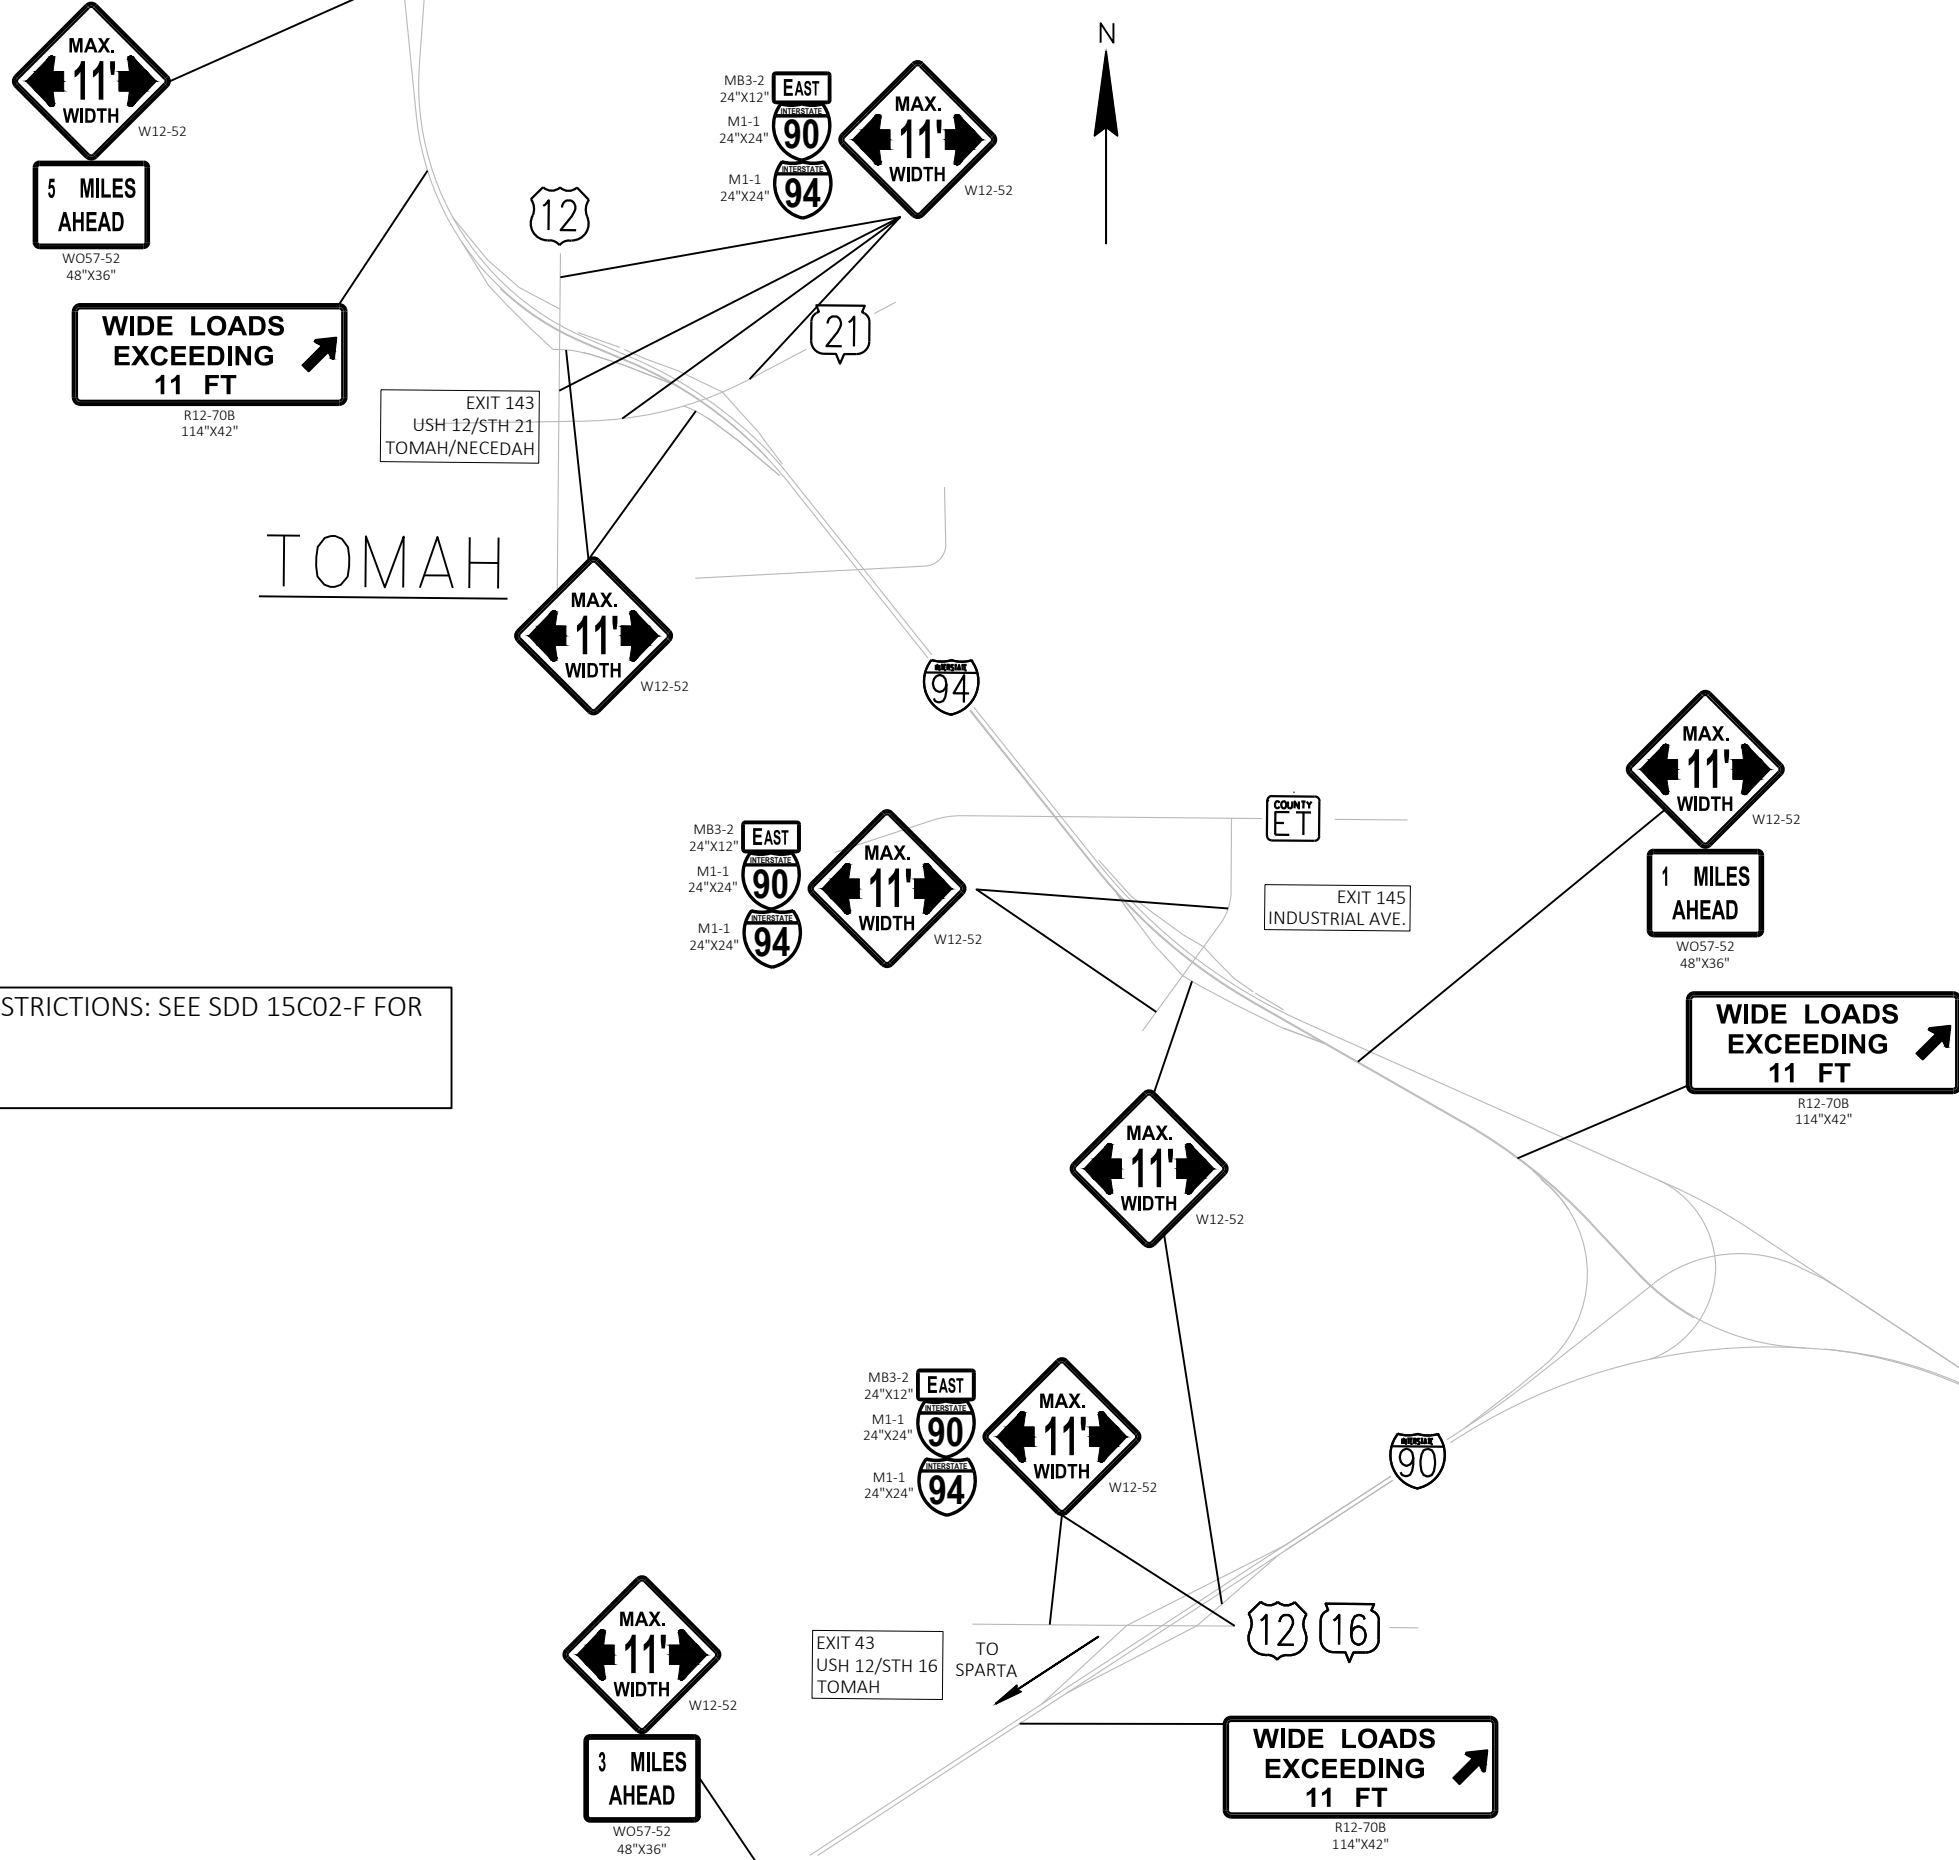 MAX.
11'
WIDTH
W12-52
5 MILES
AHEAD
WO57-52
48"X36"
WIDE LOADS
EXCEEDING
11 FT
R12-70B
114"X42"
N
MB3-2
24"X12"
EAST
M1-1
24"X24"
INTERSTATE
90
M1-1
24"X24"
INTERSTATE
94
MAX.
11'
WIDTH
W12-52
12
21
EXIT 143
USH 12/STH 21
TOMAH/NECEDAH
TOMAH
MAX.
11'
WIDTH
W12-52
94
MAX.
11'
WIDTH
W12-52
1 MILES
AHEAD
WO57-52
48"X36"
COUNTY
ET
MB3-2
24"X12"
EAST
M1-1
24"X24"
INTERSTATE
90
M1-1
24"X24"
INTERSTATE
94
MAX.
11'
WIDTH
W12-52
EXIT 145
INDUSTRIAL AVE.
STRICTIONS: SEE SDD 15C02-F FOR
WIDE LOADS
EXCEEDING
11 FT
R12-70B
114"X42"
MAX.
11'
WIDTH
W12-52
MB3-2
24"X12"
EAST
M1-1
24"X24"
INTERSTATE
90
M1-1
24"X24"
INTERSTATE
94
MAX.
11'
WIDTH
W12-52
90
12
16
EXIT 43
USH 12/STH 16
TOMAH
TO
SPARTA
MAX.
11'
WIDTH
W12-52
3 MILES
AHEAD
WO57-52
48"X36"
WIDE LOADS
EXCEEDING
11 FT
R12-70B
114"X42"